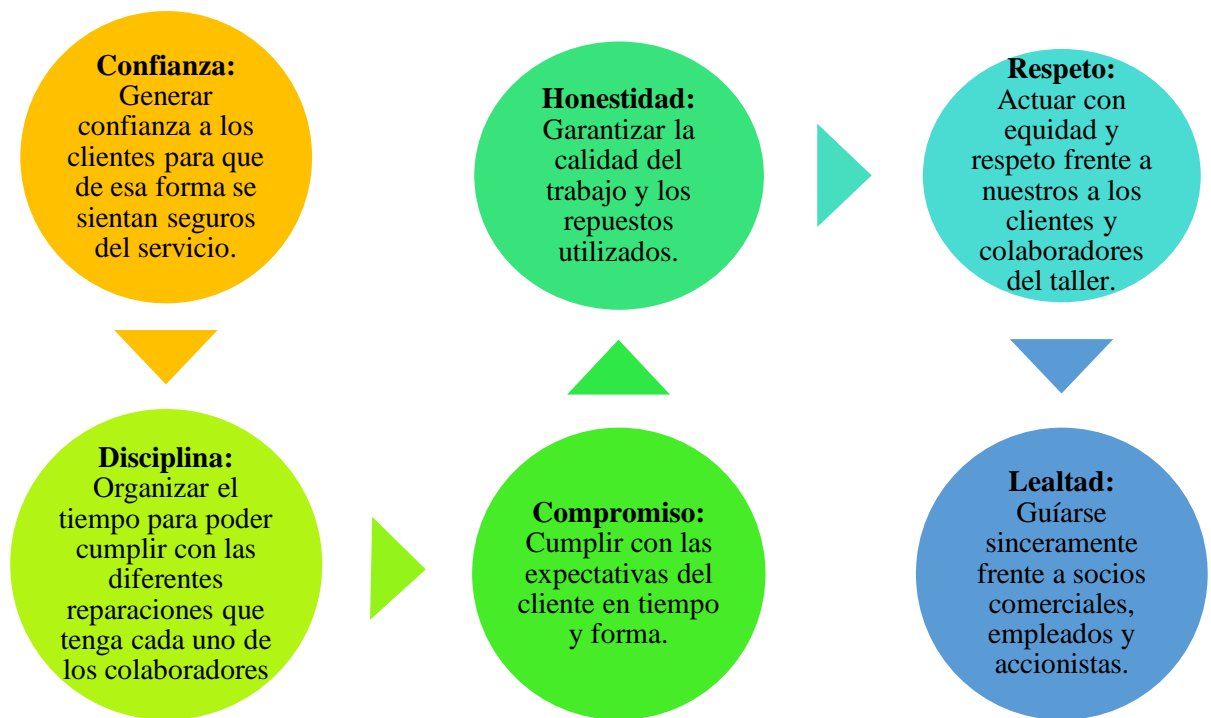 Confianza:
Generar
confianza a los
clientes para que
de esa forma se
sientan seguros
del servicio.
Disciplina:
Organizar el
tiempo para poder
cumplir con las
diferentes
reparaciones que
tenga cada uno de
los colaboradores
Compromiso:
Cumplir con las
expectativas del
cliente en tiempo
y forma.
Honestidad:
Garantizar la
calidad del
trabajo y los
repuestos
utilizados.
Respeto:
Actuar con
equidad y
respeto frente a
nuestros a los
clientes y
colaboradores
del taller.
Lealtad:
Guíarse
sinceramente
frente a socios
comerciales,
empleados y
accionistas.